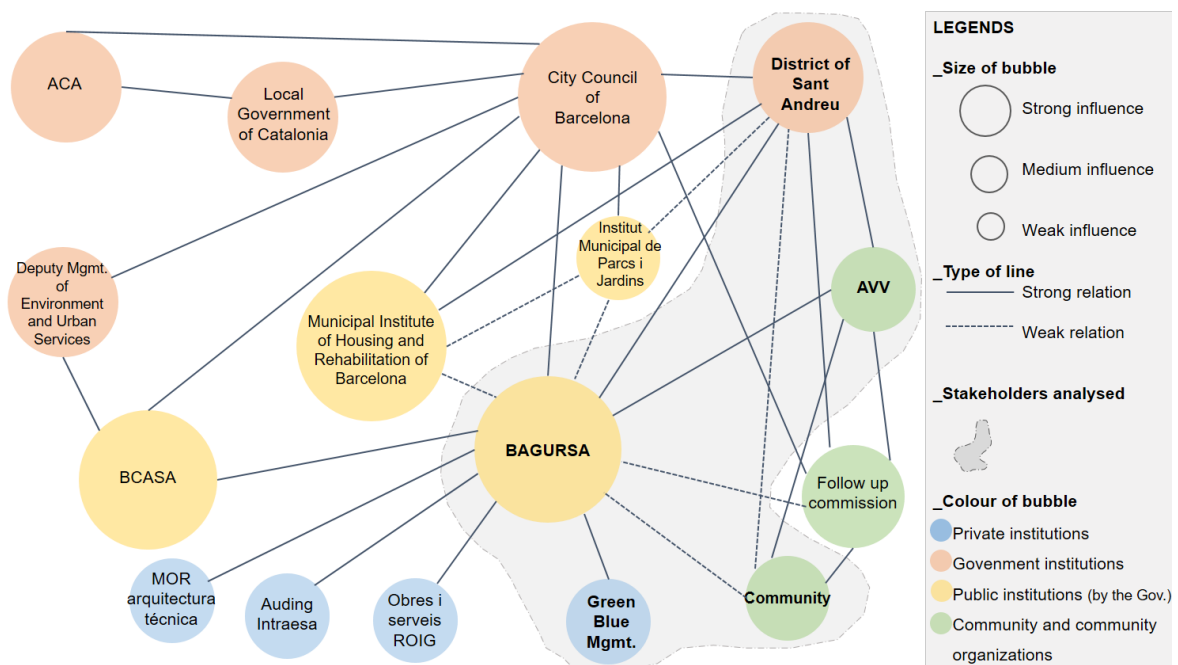 ACA
Local
Government
of Catalonia
City Council
of
Barcelona
District of
Sant
Andreu
Deputy Mgmt.
of
Environment
and Urban
Services
Municipal Institute
of Housing and
Rehabilitation of
Barcelona
Institut
Municipal de
Parcs i
Jardins
AVV
BCASA
BAGURSA
Follow up
commission
MOR
arquitectura
técnica
Auding
Intraesa
Obres i
serveis
ROIG
Green
Blue
Mgmt.
Community
LEGENDS
_Size of bubble
Strong influence
Medium influence
Weak influence
_Type of line
Strong relation
Weak relation
_Stakeholders analysed
_Colour of bubble
Private institutions
Govenment institutions
Public institutions (by the Gov.)
Community and community
organizations